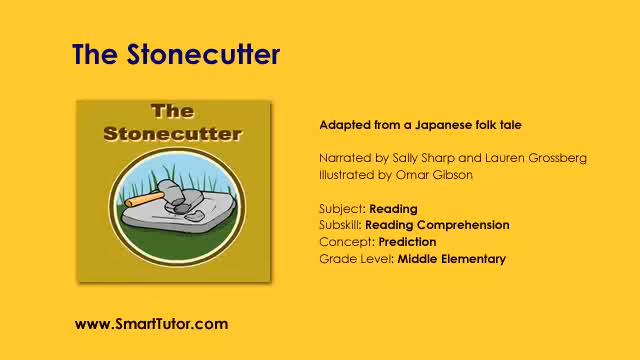 The Stonecutter
The
Stonecutter
Adapted from a Japanese folk tale
Narrated by Sally Sharp and Lauren Grossberg
Illustrated by Omar Gibson
Subject: Reading
Subskill: Reading Comprehension
Concept: Prediction
Grade Level: Middle Elementary
www.SmartTutor.com